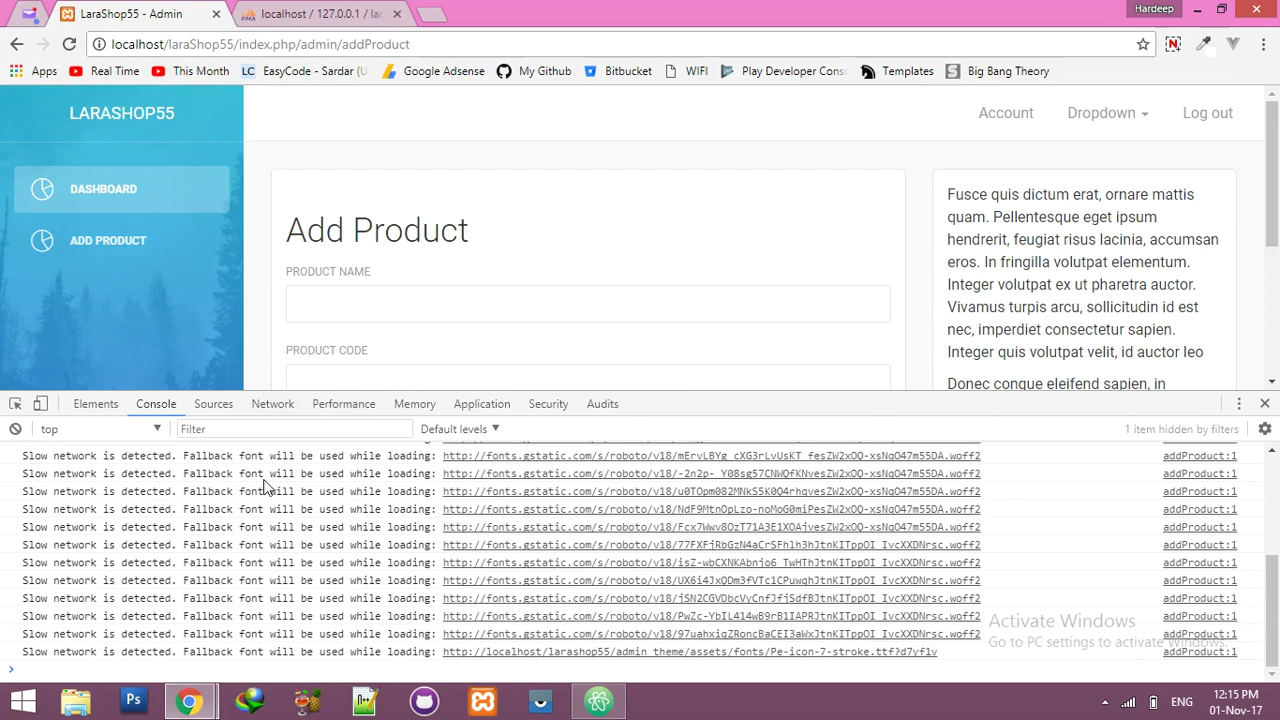 LaraShop55 - Admin
localhost / 127.0.0.1 / lar
Hardeep
localhost/laraShop55/index.php/admin/addProduct
Apps Real Time This Month EasyCode - Sardar (U Google Adsense My Github Bitbucket WIFI Play Developer Cons Templates Big Bang Theory
LARASHOP55
Account Dropdown Log out
DASHBOARD
ADD PRODUCT
Add Product
PRODUCT NAME
PRODUCT CODE
Fusce quis dictum erat, ornare mattis
quam. Pellentesque eget ipsum
hendrerit, feugiat risus lacinia, accumsan
eros. In fringilla volutpat elementum.
Integer volutpat ex ut pharetra auctor.
Vivamus turpis arcu, sollicitudin id est
nec, imperdiet consectetur sapien.
Integer quis volutpat velit, id auctor leo
Donec congue eleifend sapien, in
Elements Console Sources Network Performance Memory Application Security Audits
top Filter Default levels 1 item hidden by filters
Slow network is detected. Fallback font will be used while loading: addProduct:1
Slow network is detected. Fallback font will be used while loading: addProduct:1
Slow network is detected. Fallback font will be used while loading: addProduct:1
Slow network is detected. Fallback font will be used while loading: addProduct:1
Slow network is detected. Fallback font will be used while loading: addProduct:1
Slow network is detected. Fallback font will be used while loading: addProduct:1
Slow network is detected. Fallback font will be used while loading: addProduct:1
Slow network is detected. Fallback font will be used while loading: addProduct:1
Slow network is detected. Fallback font will be used while loading: addProduct:1
Slow network is detected. Fallback font will be used while loading: addProduct:1
Slow network is detected. Fallback font will be used while loading: addProduct:1
Slow network is detected. Fallback font will be used while loading: http://localhost/larashop55/admin_theme/assets/fonts/Pe-icon-7-stroke.ttf?d7yf1v addProduct:1
Activate Windows
Go to PC settings to activate Windows.
ENG
12:15 PM
01-Nov-17